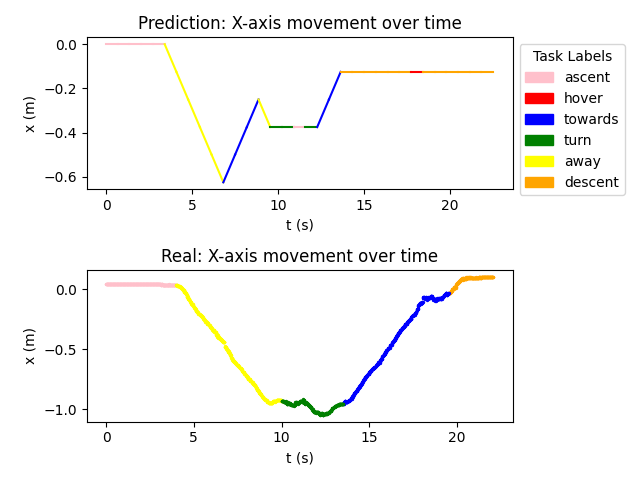 Prediction: X-axis movement over time
0.0
−0.2
−0.4
−0.6
x (m)
0
5
10
15
20
t (s)
Task Labels
ascent
hover
towards
turn
away
descent
Real: X-axis movement over time
0.0
−0.5
−1.0
x (m)
0
5
10
15
20
t (s)